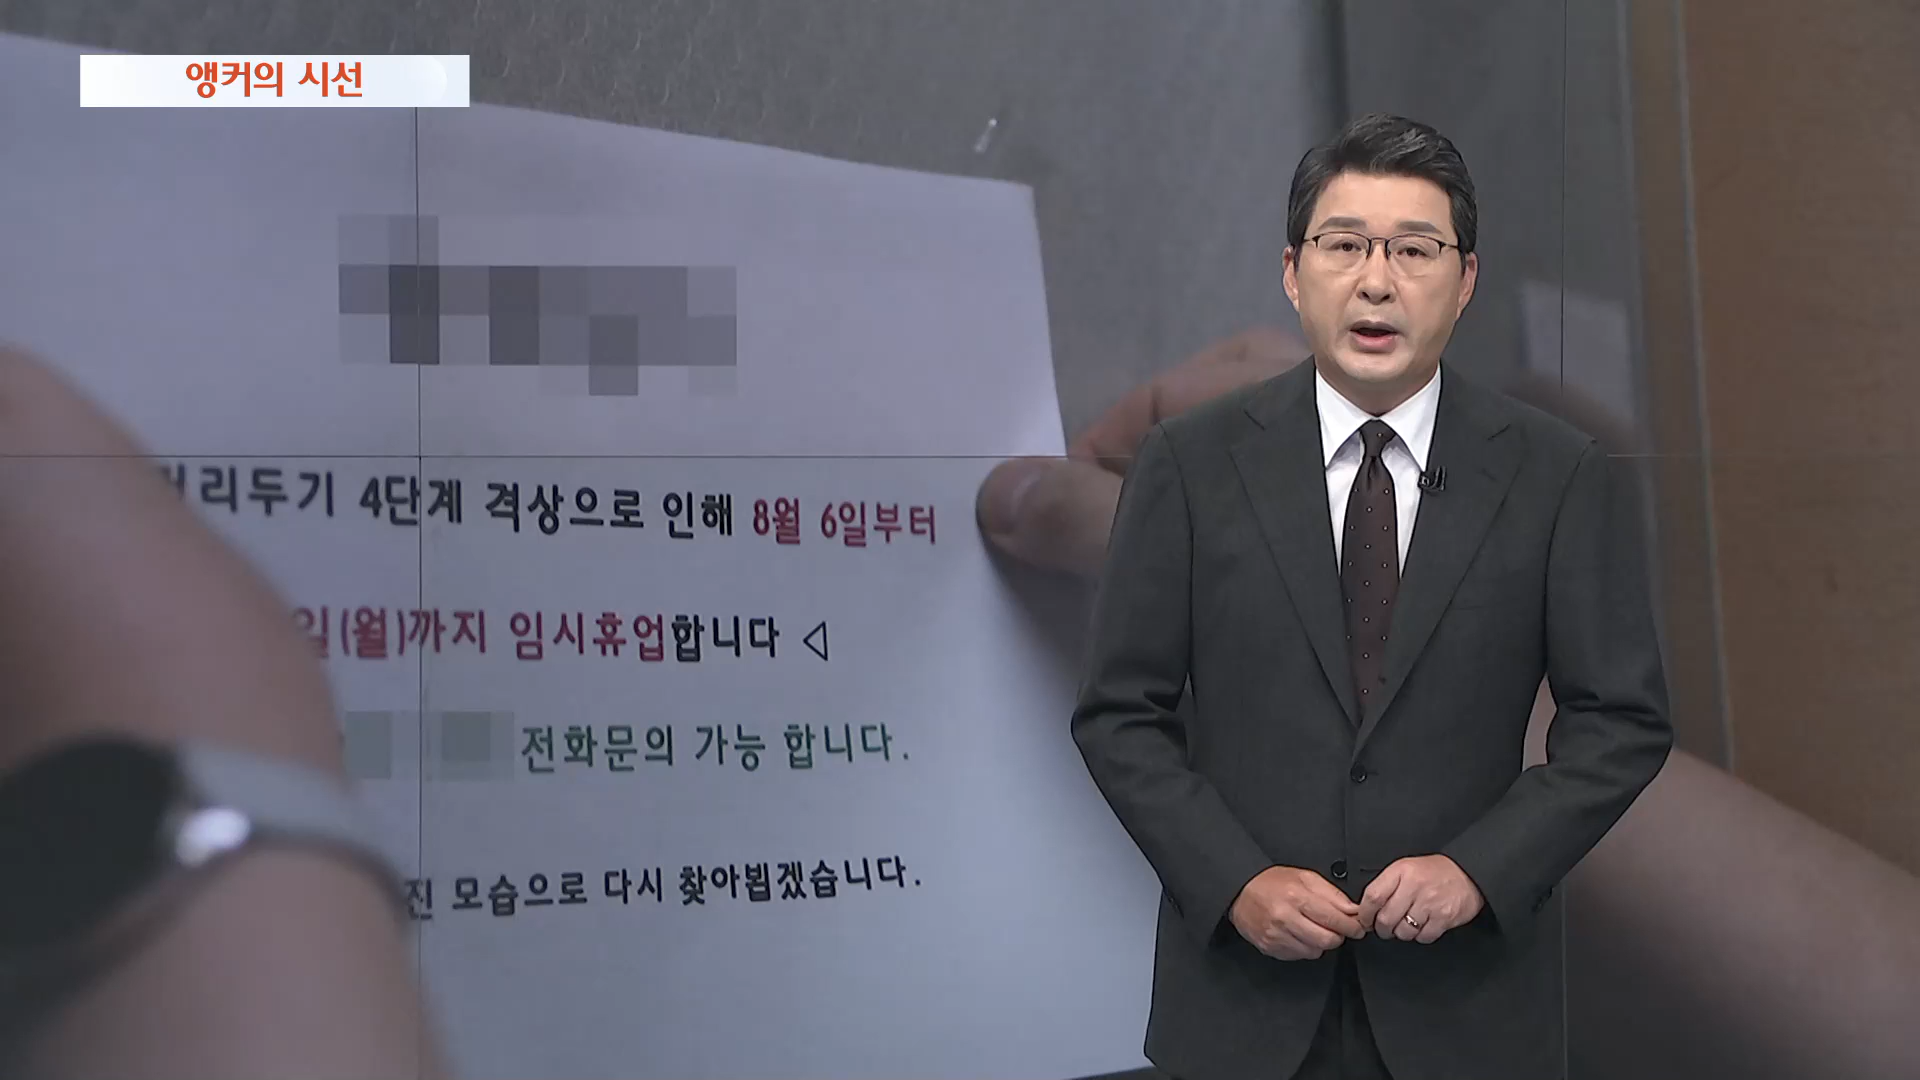 앵커의 시선
거리두기 4단계 격상으로 인해 8월 6일부터
일(월)까지 임시휴업합니다 ◁
전화문의 가능 합니다.
진 모습으로 다시 찾아뵙겠습니다.